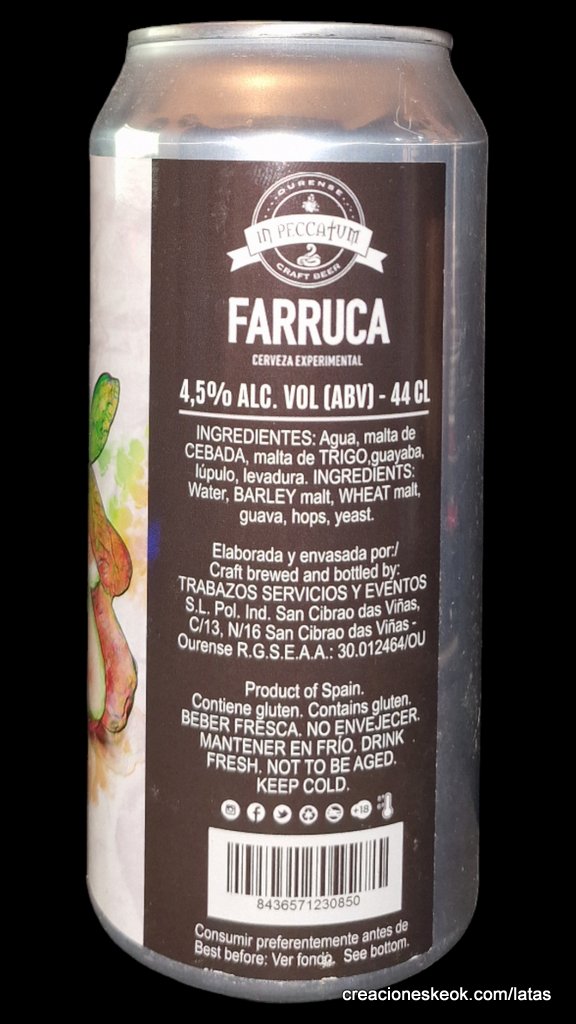 OURENSE
IN PECCATUM
CRAFT BEER
FARRUCA
CERVEZA EXPERIMENTAL
4,5% ALC. VOL (ABV) - 44 CL
INGREDIENTES: Agua, malta de
CEBADA, malta de TRIGO,guayaba,
lúpulo, levadura. INGREDIENTS:
Water, BARLEY malt, WHEAT malt,
guava, hops, yeast.
Elaborada y envasada por:/
Craft brewed and bottled by:
TRABAZOS SERVICIOS Y EVENTOS
S.L. Pol. Ind. San Cibrao das Viñas,
C/13, N/16 San Cibrao das Viñas -
Ourense R.G.S.E.A.A.: 30.012464/OU
Product of Spain.
Contiene gluten. Contains gluten.
BEBER FRESCA. NO ENVEJECER.
MANTENER EN FRÍO. DRINK
FRESH. NOT TO BE AGED.
KEEP COLD.
+18
8436571230850
Consumir preferentemente antes de
Best before: Ver fondo. See bottom.
creacioneskeok.com/latas